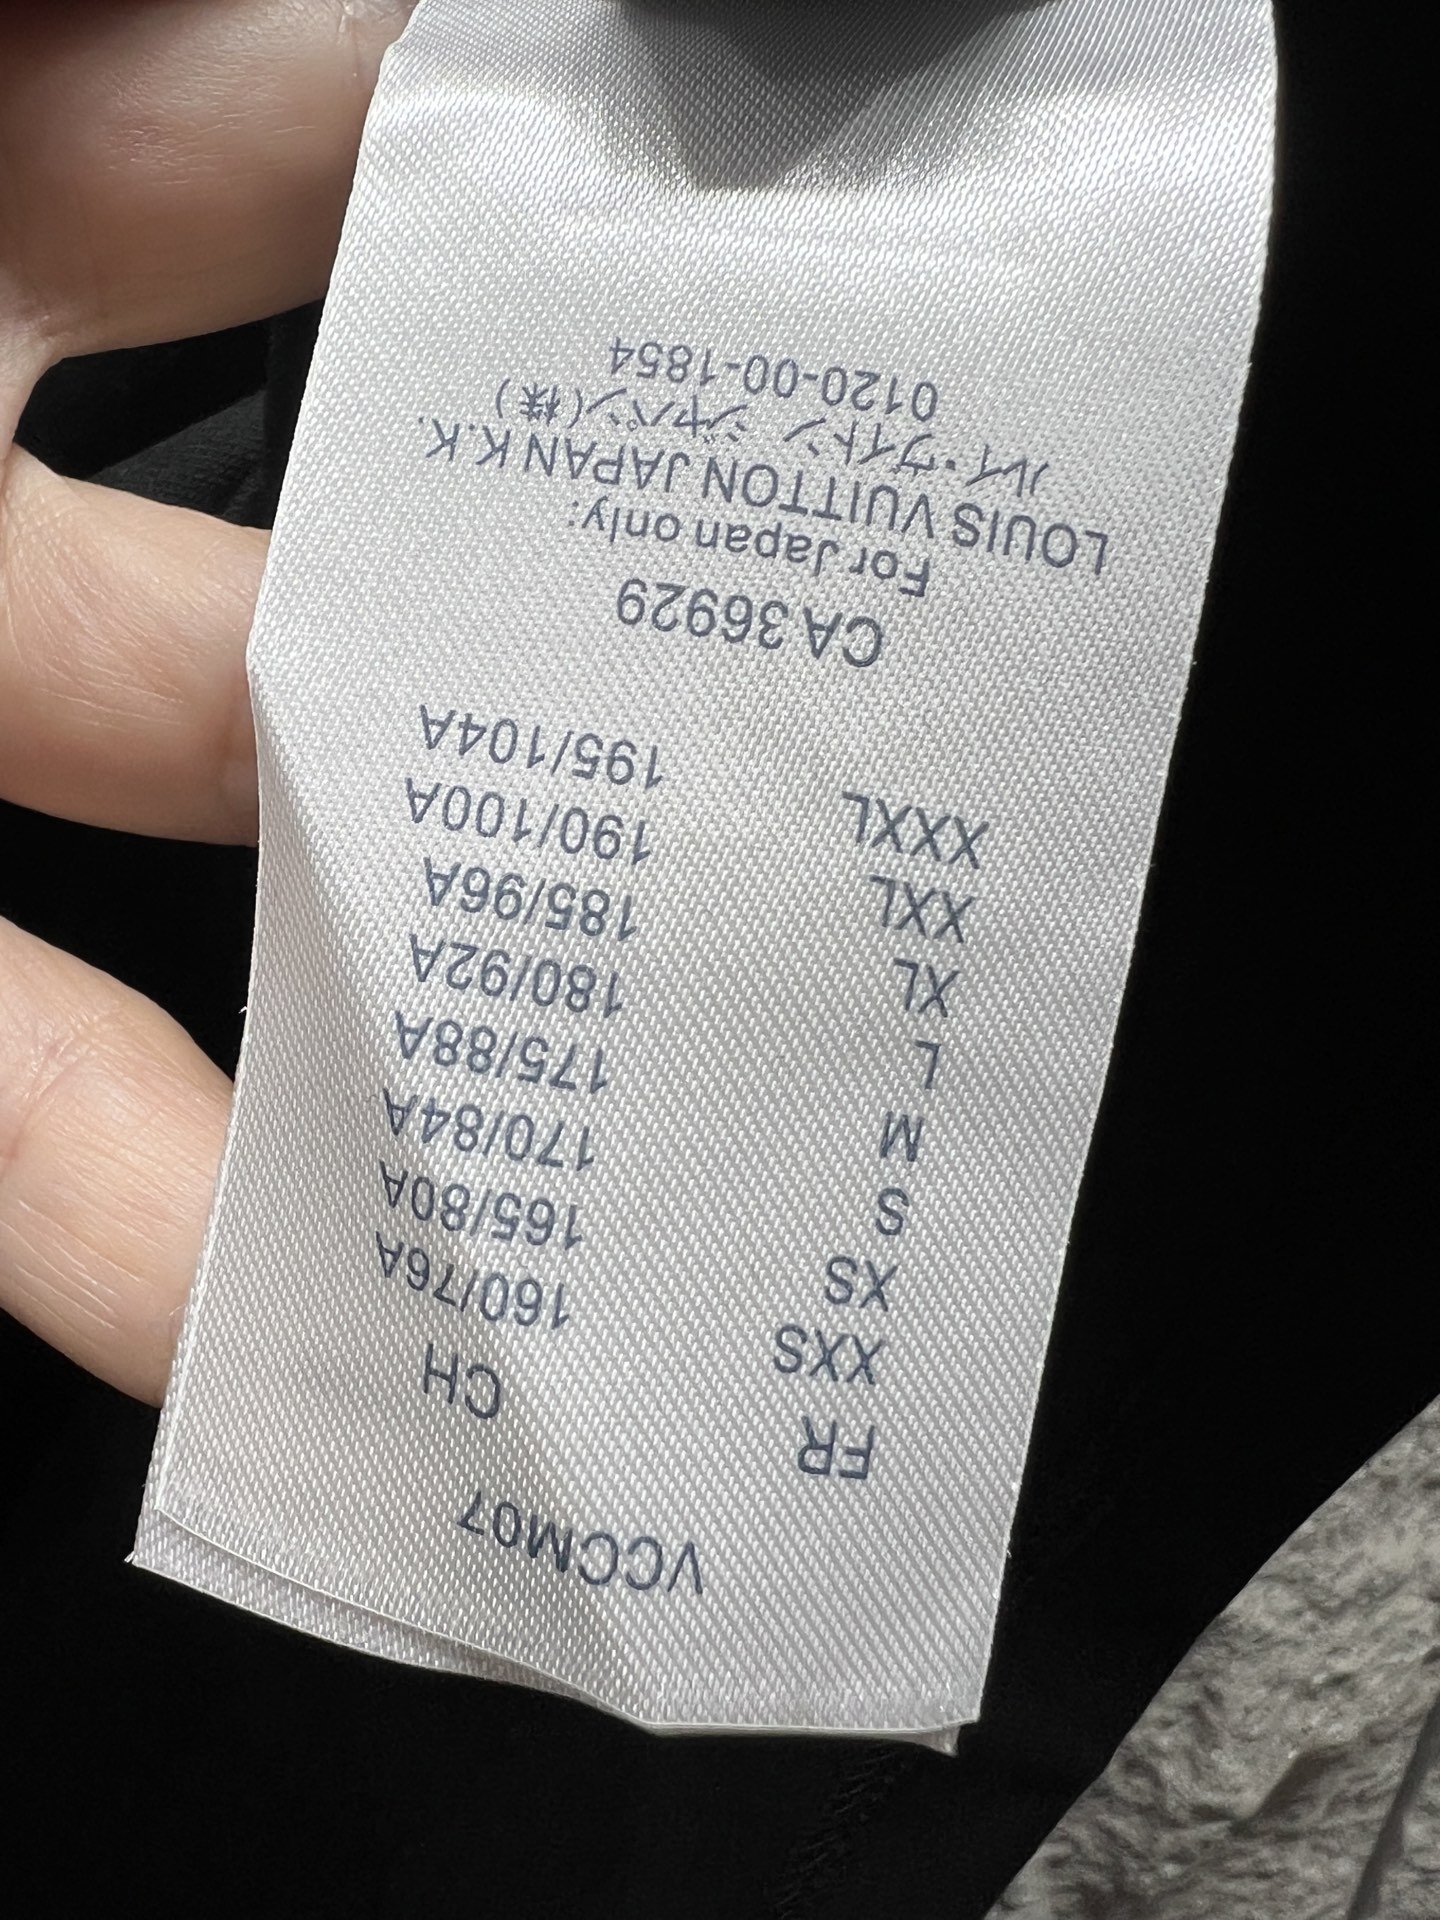 VCCM07
FR CH
XXS 160/76A
XS 165/80A
S 170/84A
M 175/88A
L 180/92A
XL 185/96A
XXL 190/100A
XXXL 195/104A
CA 36929
For Japan only:
LOUIS VUITTON JAPAN K.K.
ルイ・ヴィトン ジャパン(株)
0120-00-1854